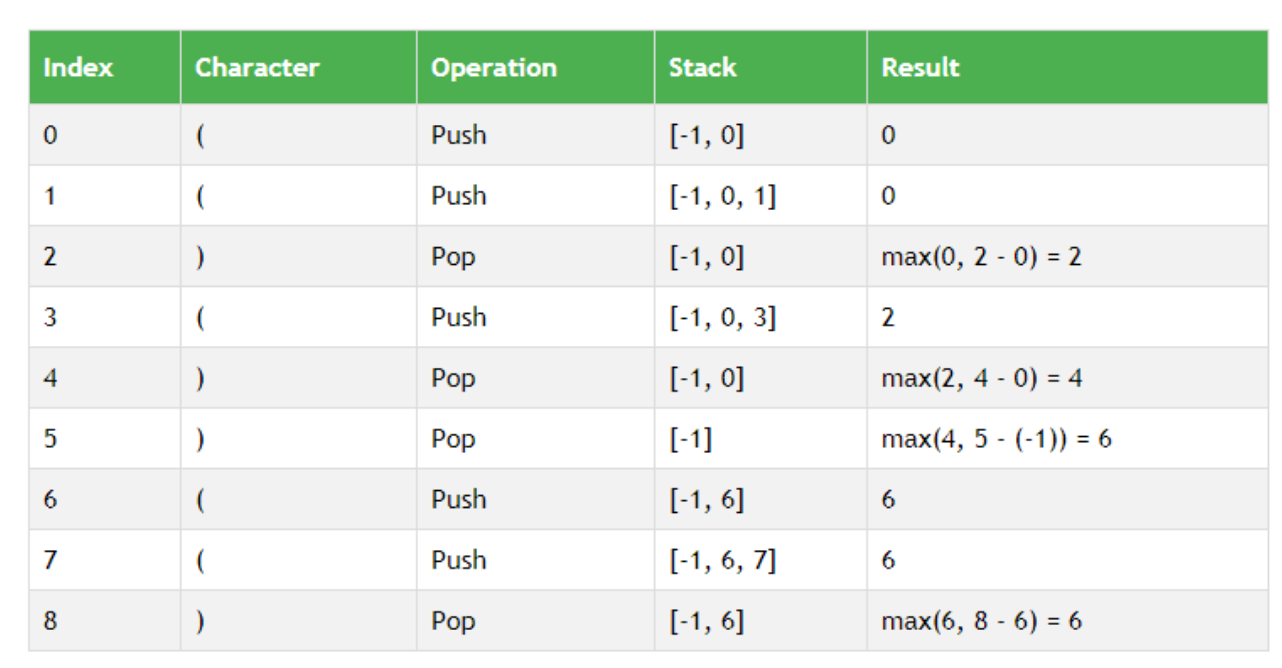 Index Character Operation Stack Result
0 ( Push [-1, 0] 0
1 ( Push [-1, 0, 1] 0
2 ) Pop [-1, 0] max(0, 2 - 0) = 2
3 ( Push [-1, 0, 3] 2
4 ) Pop [-1, 0] max(2, 4 - 0) = 4
5 ) Pop [-1] max(4, 5 - (-1)) = 6
6 ( Push [-1, 6] 6
7 ( Push [-1, 6, 7] 6
8 ) Pop [-1, 6] max(6, 8 - 6) = 6